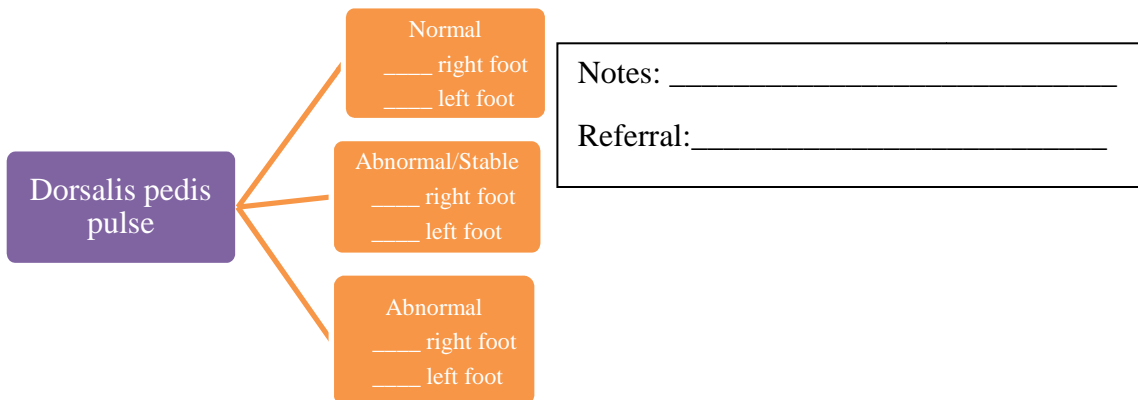 Dorsalis pedis
pulse
Normal
____ right foot
____ left foot
Abnormal/Stable
____ right foot
____ left foot
Abnormal
____ right foot
____ left foot
Notes: ____________________________
Referral:__________________________